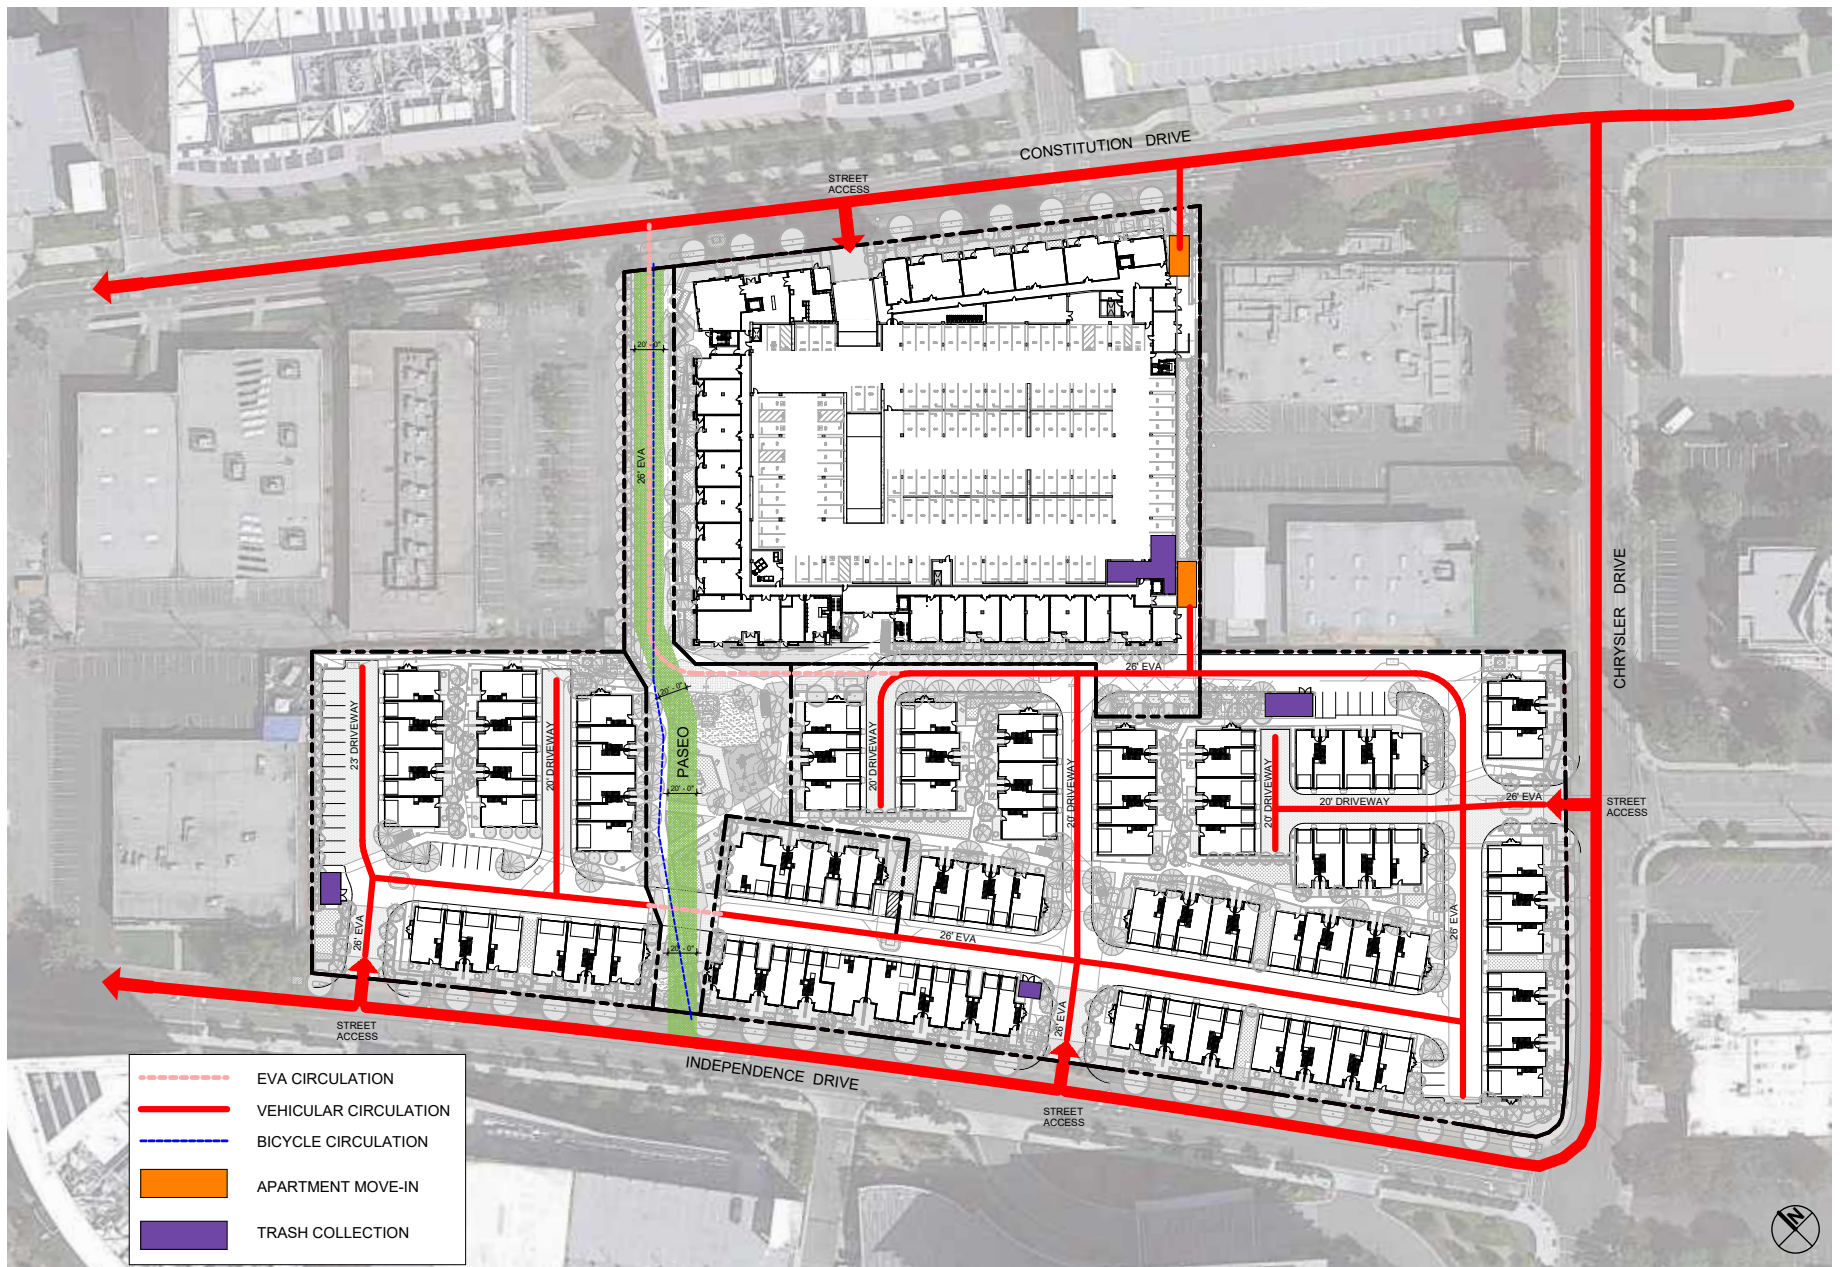 CONSTITUTION DRIVE
STREET
ACCESS
20' - 0"
26' EVA
CHRYSLER DRIVE
26' EVA
20' - 0"
23' DRIVEWAY
20' DRIVEWAY
PASEO
20' DRIVEWAY
20' DRIVEWAY
20' DRIVEWAY
20' DRIVEWAY
26' EVA
STREET
ACCESS
20' - 0"
26' EVA
26' EVA
26' EVA
20' - 0"
26' EVA
STREET
ACCESS
INDEPENDENCE DRIVE
STREET
ACCESS
EVA CIRCULATION
VEHICULAR CIRCULATION
BICYCLE CIRCULATION
APARTMENT MOVE-IN
TRASH COLLECTION
N